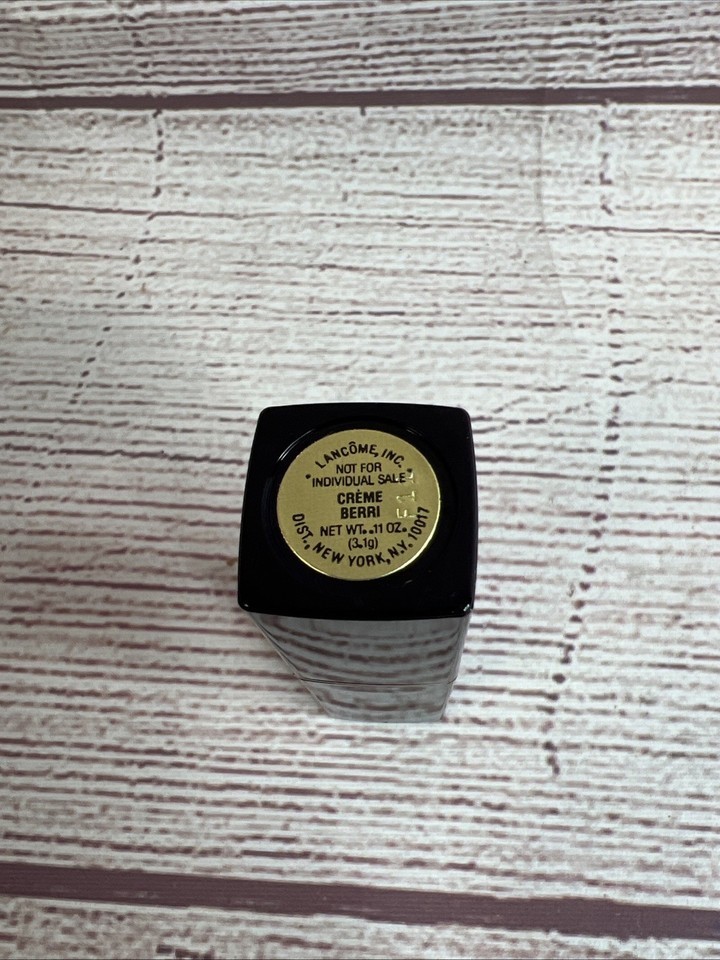 LANCÔME, INC.
NOT FOR
INDIVIDUAL SALE
CRÈME
BERRI
NET WT. .11 OZ.
(3.1g)
DIST., NEW YORK, N.Y. 10017